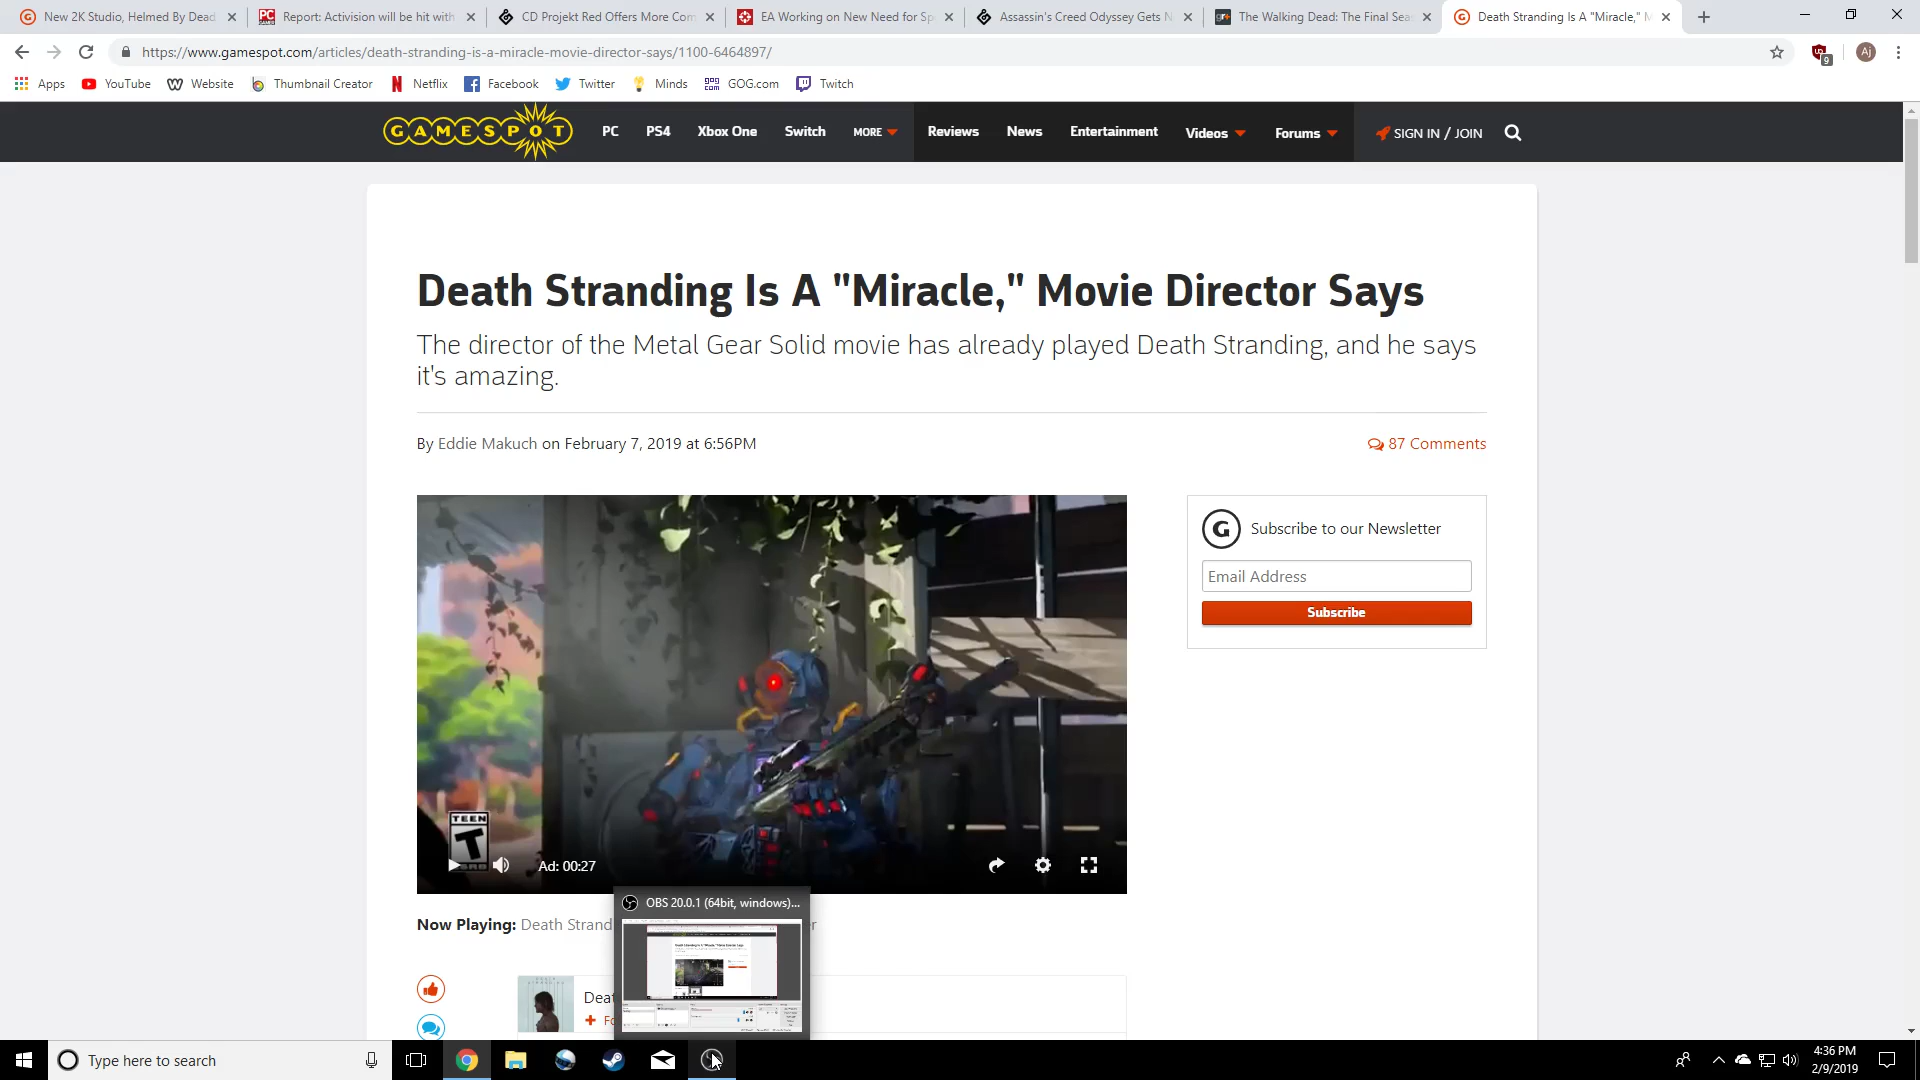 New 2K Studio, Helmed By Dead
Report: Activision will be hit with
CD Projekt Red Offers More Com
EA Working on New Need for Sp
Assassin's Creed Odyssey Gets N
The Walking Dead: The Final Seas
Death Stranding Is A "Miracle," M
https://www.gamespot.com/articles/death-stranding-is-a-miracle-movie-director-says/1100-6464897/
9
Aj
Apps
YouTube
Website
Thumbnail Creator
Netflix
Facebook
Twitter
Minds
GOG.com
Twitch
GAMESPOT
PC
PS4
Xbox One
Switch
MORE
Reviews
News
Entertainment
Videos
Forums
SIGN IN / JOIN
Death Stranding Is A "Miracle," Movie Director Says
The director of the Metal Gear Solid movie has already played Death Stranding, and he says
it's amazing.
By Eddie Makuch on February 7, 2019 at 6:56PM
87 Comments
Subscribe to our Newsletter
Email Address
Subscribe
TEEN
T
Ad: 00:27
OBS 20.0.1 (64bit, windows)...
Now Playing: Death Strand
Deat
+ Fo
Type here to search
4:36 PM
2/9/2019